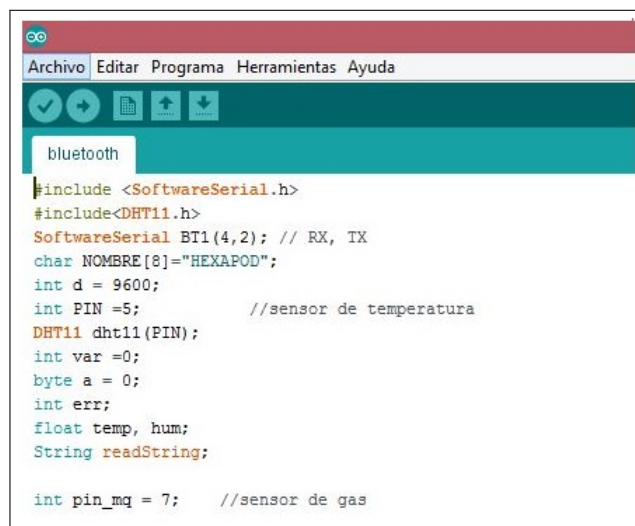 Archivo Editar Programa Herramientas Ayuda
bluetooth
#include <SoftwareSerial.h>
#include<DHT11.h>
SoftwareSerial BT1(4,2); // RX, TX
char NOMBRE[8]="HEXAPOD";
int d = 9600;
int PIN =5; //sensor de temperatura
DHT11 dht11(PIN);
int var =0;
byte a = 0;
int err;
float temp, hum;
String readString;
int pin_mq = 7; //sensor de gas